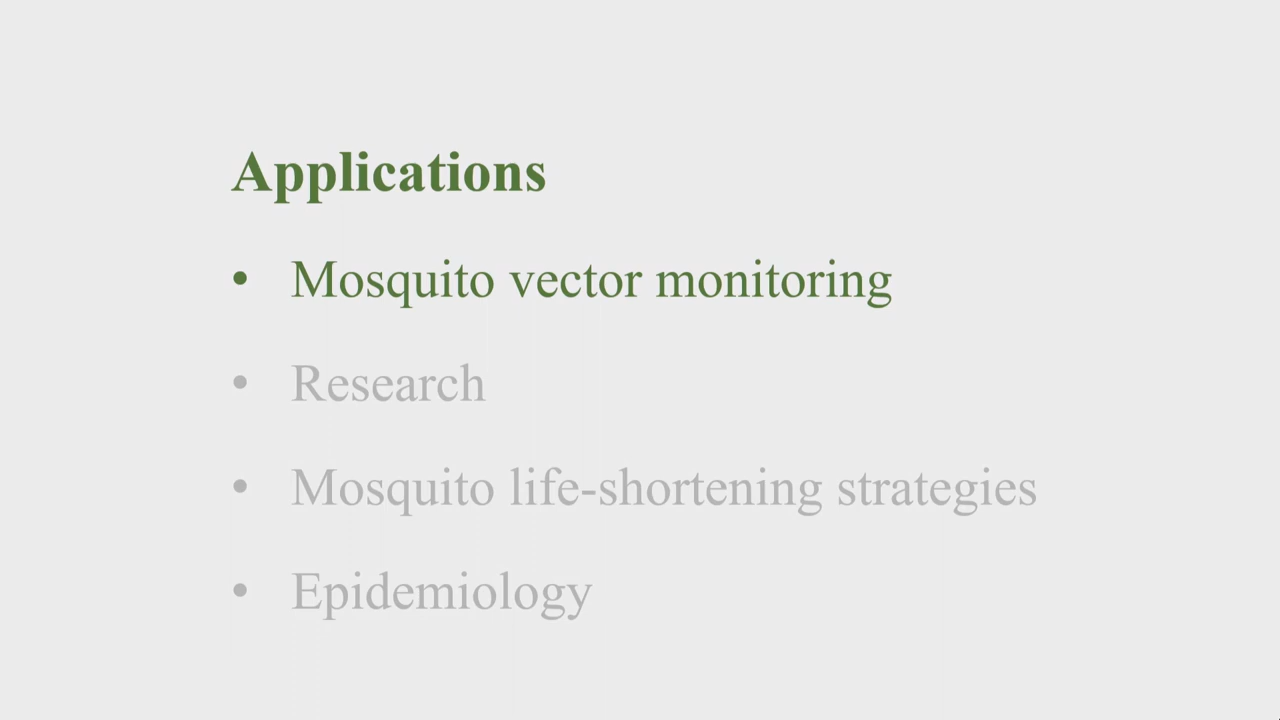 Applications
• Mosquito vector monitoring
• Research
• Mosquito life-shortening strategies
• Epidemiology